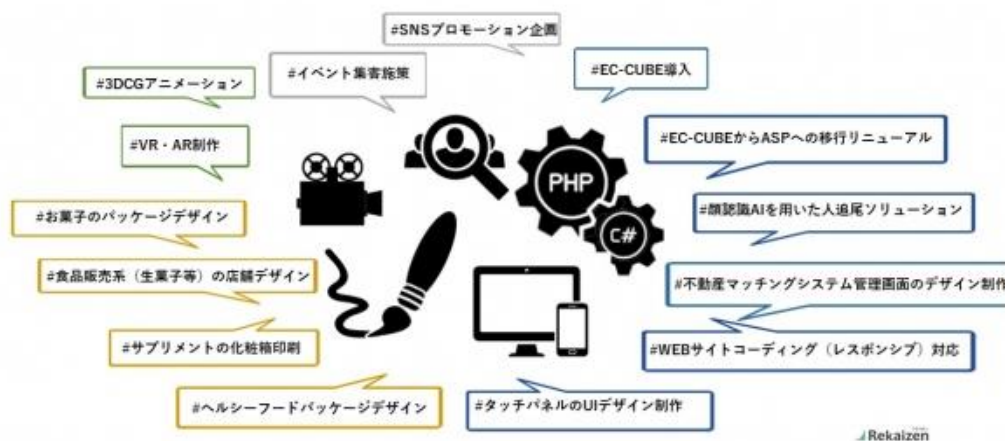 #SNSプロモーション企画
#イベント集客施策
#EC-CUBE導入
#3DCGアニメーション
#VR・AR制作
#EC-CUBEからASPへの移行リニューアル
PHP
#お菓子のパッケージデザイン
#顔認識AIを用いた人追尾ソリューション
C#
#食品販売系（生菓子等）の店舗デザイン
#不動産マッチングシステム管理画面のデザイン制作
#サプリメントの化粧箱印刷
#WEBサイトコーディング（レスポンシブ）対応
#ヘルシーフードパッケージデザイン
#タッチパネルのUIデザイン制作
Rekaizen